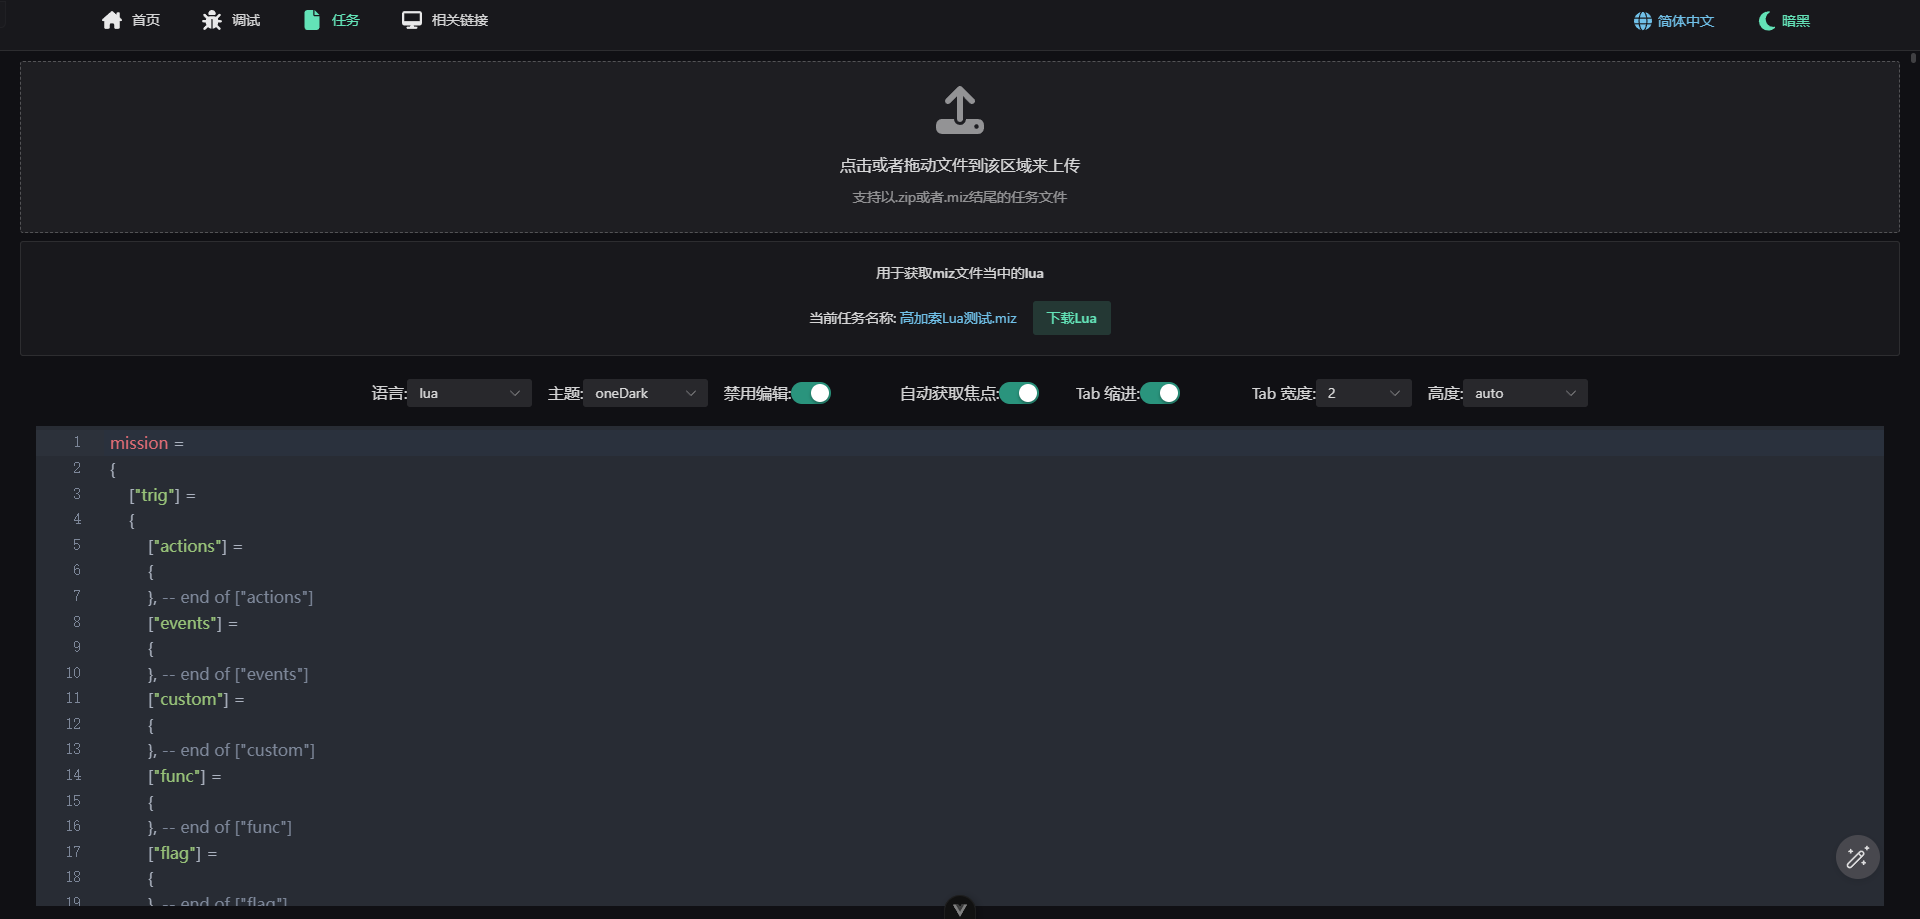 首页 调试 任务 相关链接 简体中文 暗黑
点击或者拖动文件到该区域来上传
支持以.zip或者.miz结尾的任务文件
用于获取miz文件当中的lua
当前任务名称: 高加索Lua测试.miz 下载Lua
语言: lua 主题: oneDark 禁用编辑: 自动获取焦点: Tab 缩进: Tab 宽度: 2 高度: auto
1 mission =
2 {
3 ["trig"] =
4 {
5 ["actions"] =
6 {
7 }, -- end of ["actions"]
8 ["events"] =
9 {
10 }, -- end of ["events"]
11 ["custom"] =
12 {
13 }, -- end of ["custom"]
14 ["func"] =
15 {
16 }, -- end of ["func"]
17 ["flag"] =
18 {
19 }, -- end of ["flag"]